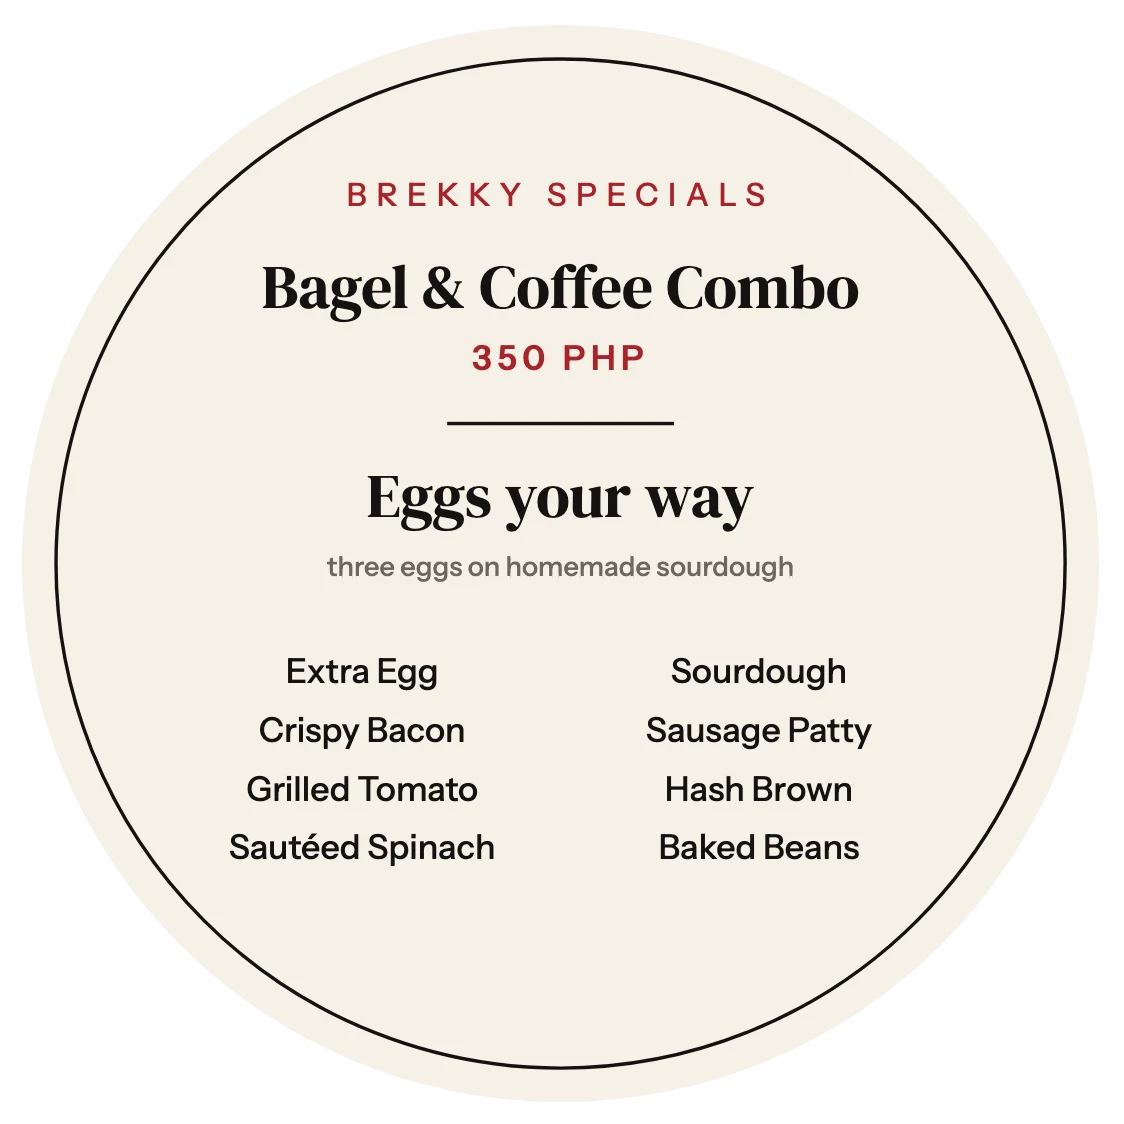 BREKKY SPECIALS
Bagel & Coffee Combo
350 PHP
Eggs your way
three eggs on homemade sourdough
Extra Egg
Crispy Bacon
Grilled Tomato
Sautéed Spinach
Sourdough
Sausage Patty
Hash Brown
Baked Beans